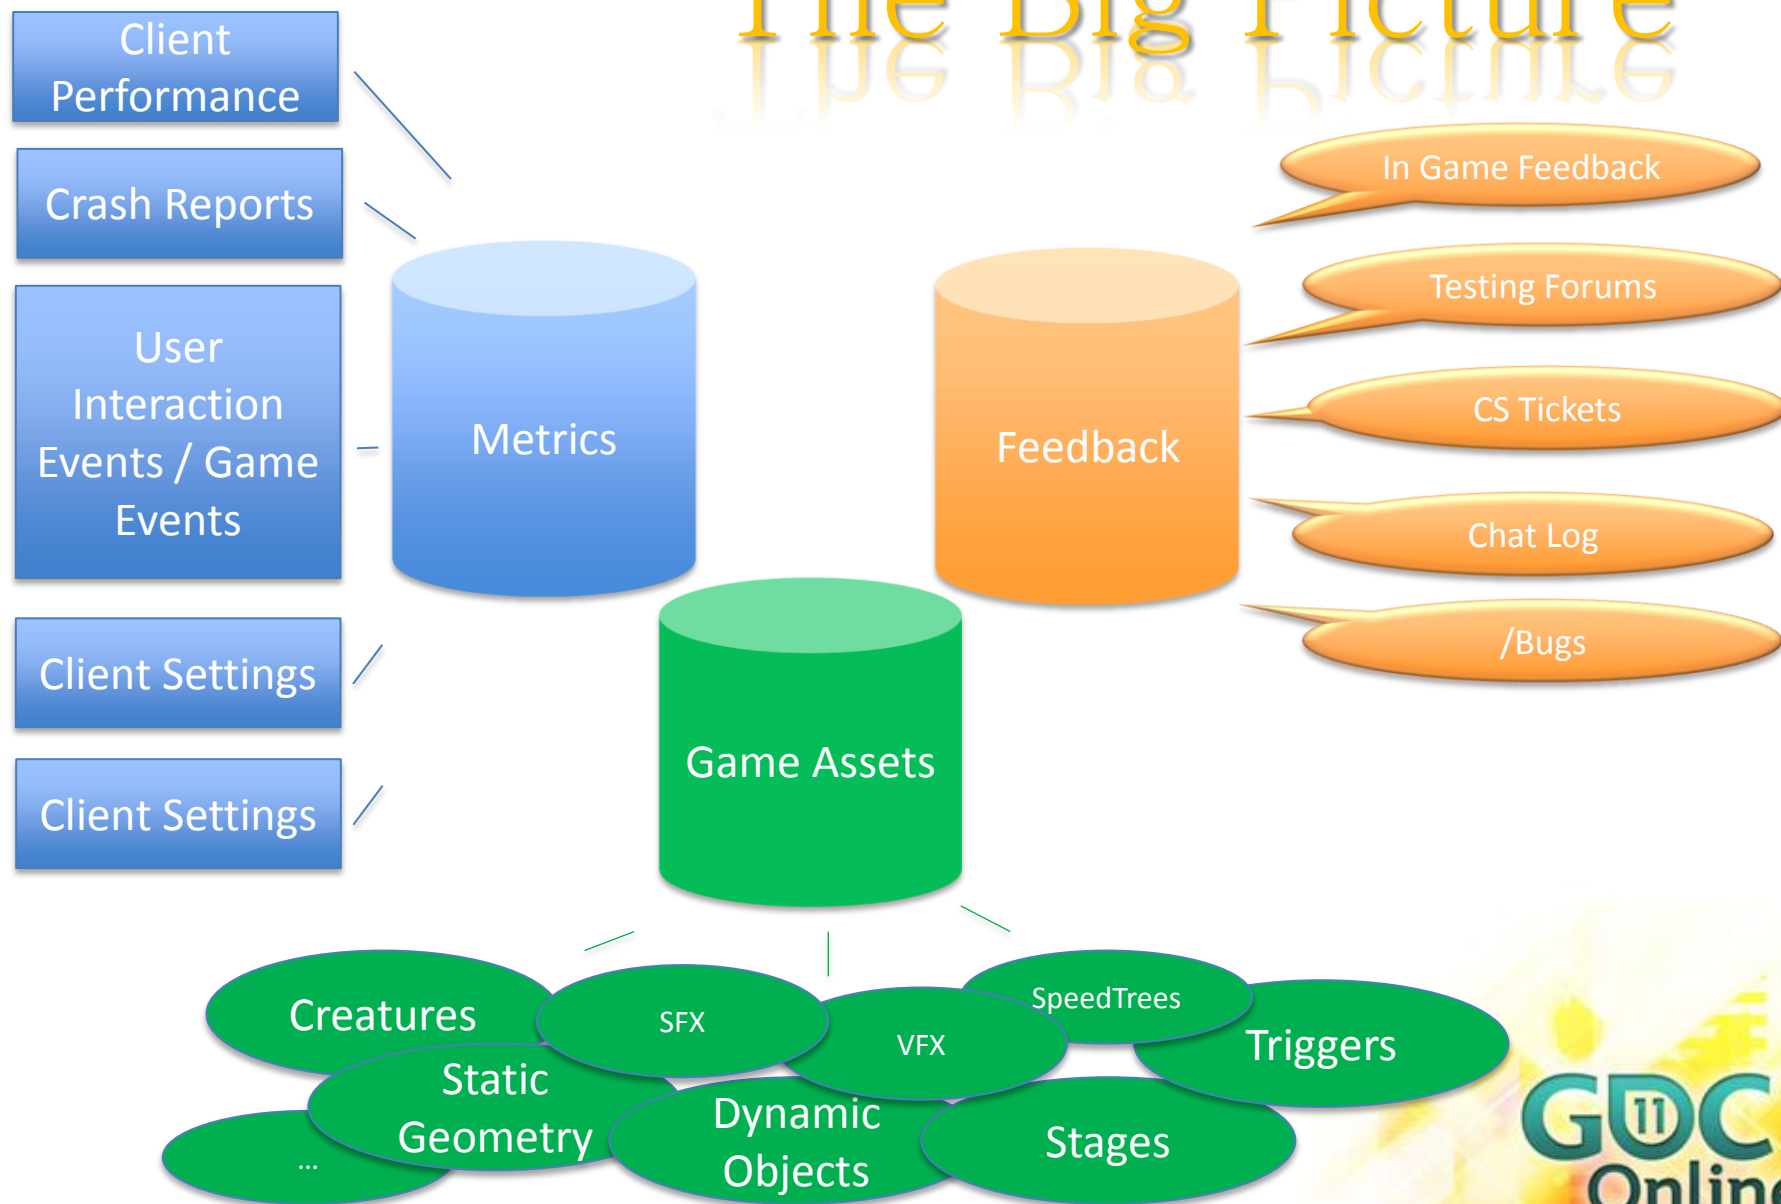 The Big Picture
Client
Performance
Crash Reports
User
Interaction
Events / Game
Events
Client Settings
Client Settings
Metrics
Feedback
Game Assets
In Game Feedback
Testing Forums
CS Tickets
Chat Log
/Bugs
Creatures
SFX
VFX
SpeedTrees
Triggers
Static
Geometry
Dynamic
Objects
Stages
...
GDC
11
Online